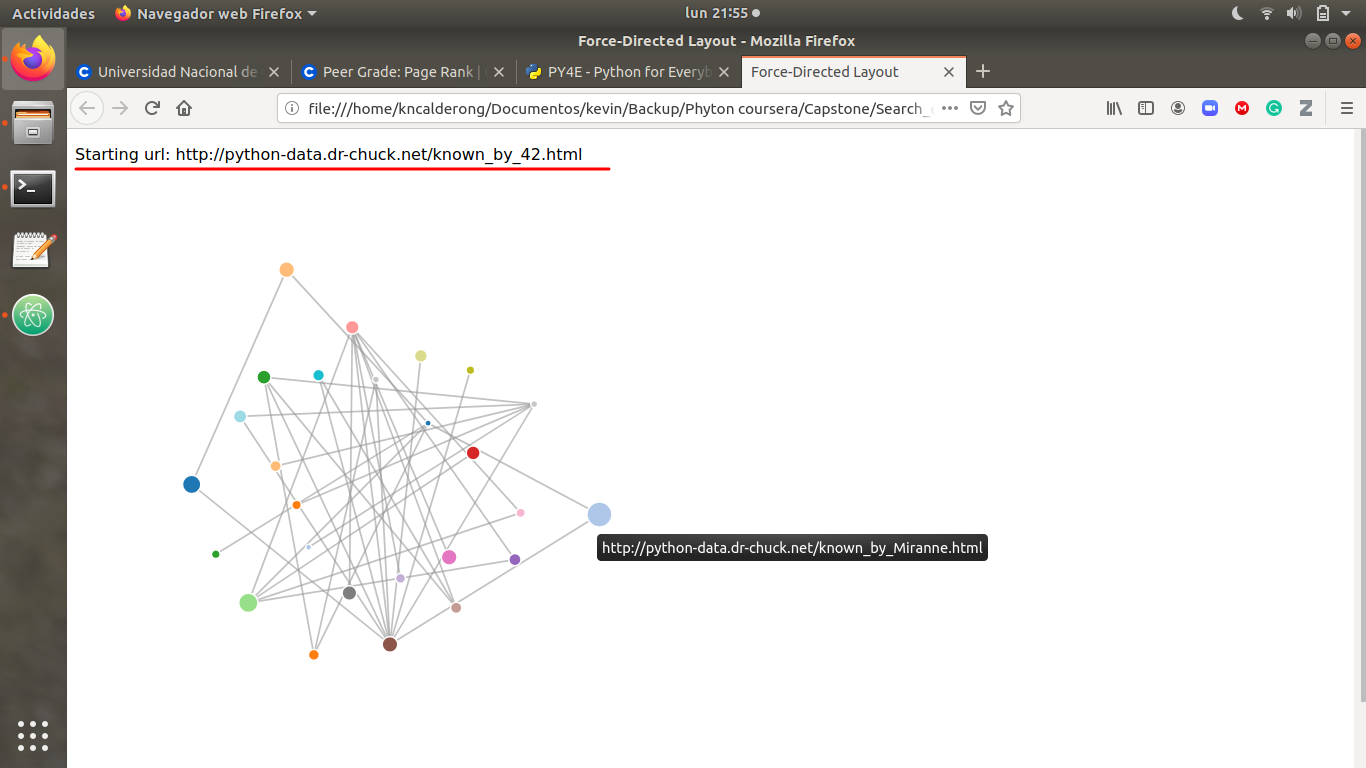 Actividades
Navegador web Firefox
lun 21:55
Force-Directed Layout - Mozilla Firefox
Universidad Nacional de
Peer Grade: Page Rank |
PY4E - Python for Everyb
Force-Directed Layout
file:///home/kncalderong/Documentos/kevin/Backup/Phyton coursera/Capstone/Search_
Starting url: http://python-data.dr-chuck.net/known_by_42.html
http://python-data.dr-chuck.net/known_by_Miranne.html